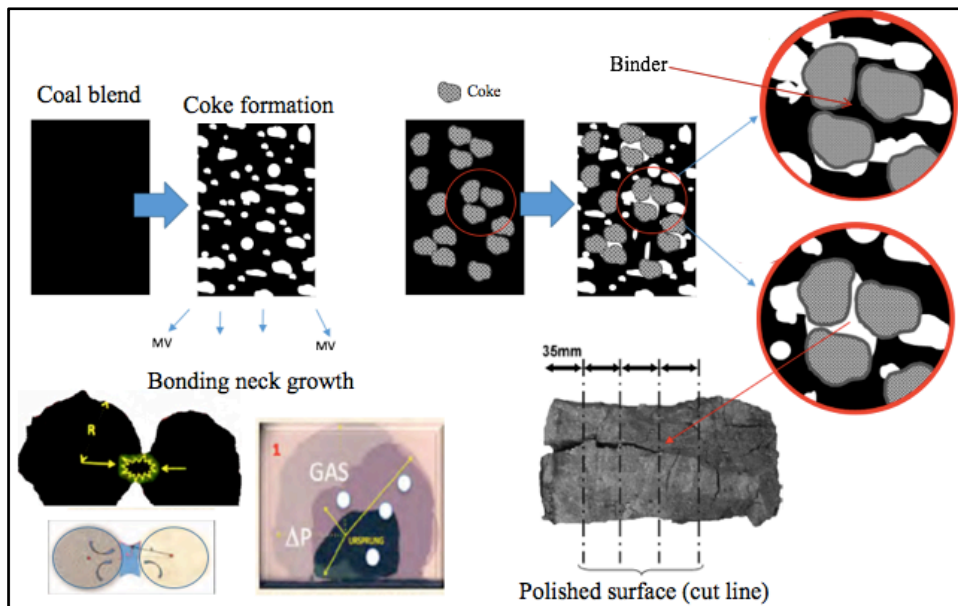 Coal blend
Coke formation
Coke
Binder
MV
MV
Bonding neck growth
R
1
GAS
ΔP
URSPRUNG
35mm
Polished surface (cut line)